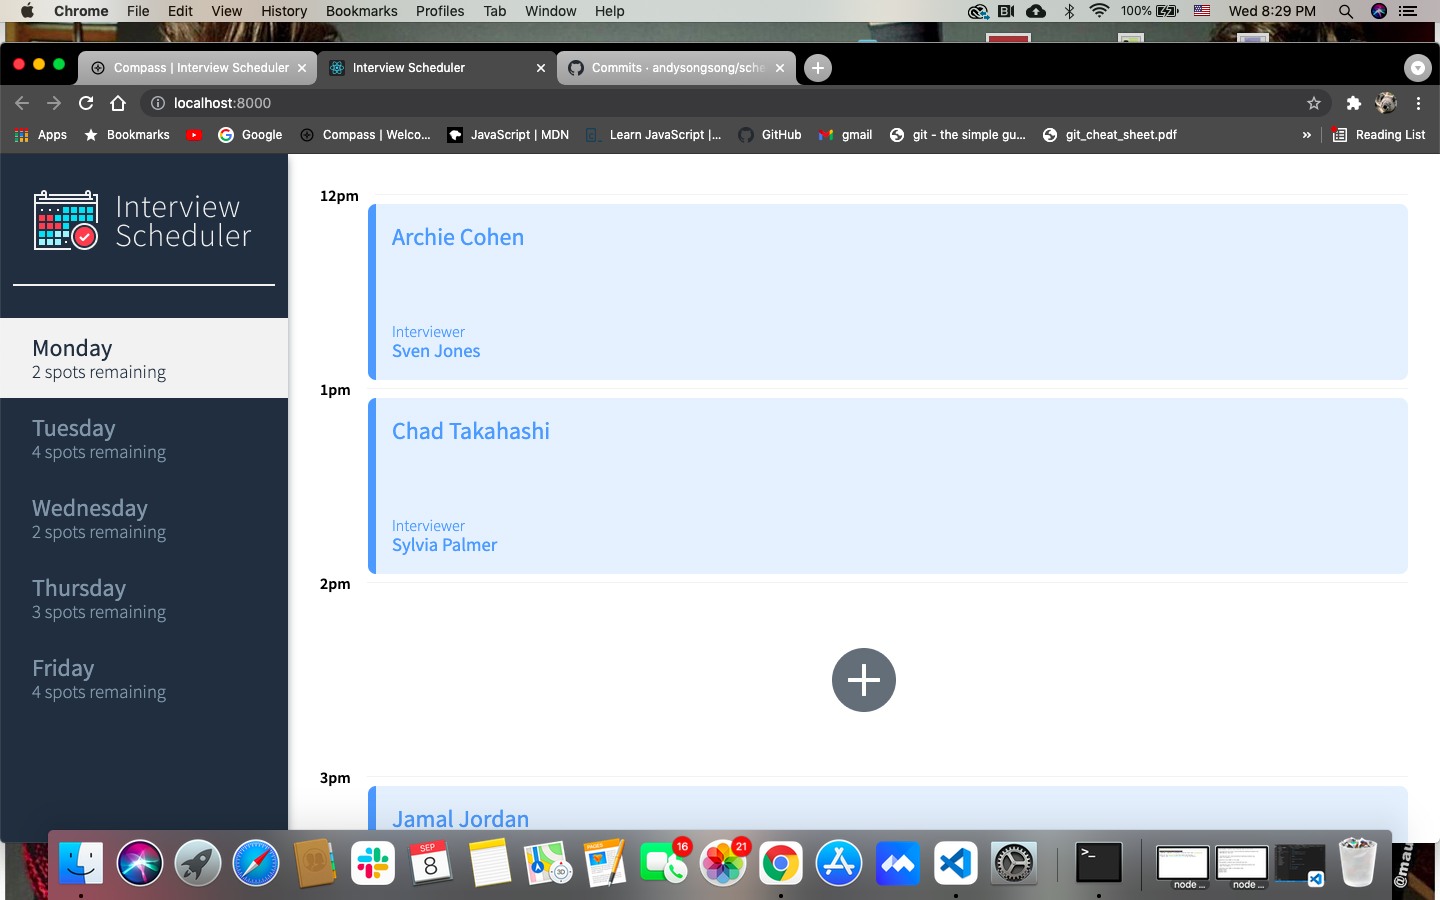 Chrome File Edit View History Bookmarks Profiles Tab Window Help 100% Wed 8:29 PM
Compass | Interview Scheduler Interview Scheduler Commits · andysongsong/sche
localhost:8000
Apps Bookmarks Google Compass | Welco... JavaScript | MDN Learn JavaScript |... GitHub gmail git - the simple gu... git_cheat_sheet.pdf » Reading List
Interview
Scheduler
Monday
2 spots remaining
Tuesday
4 spots remaining
Wednesday
2 spots remaining
Thursday
3 spots remaining
Friday
4 spots remaining
12pm
Archie Cohen
Interviewer
Sven Jones
1pm
Chad Takahashi
Interviewer
Sylvia Palmer
2pm
3pm
Jamal Jordan
SEP
8
PAGES
3D
16
21
>_
node ...
node ...
@mau